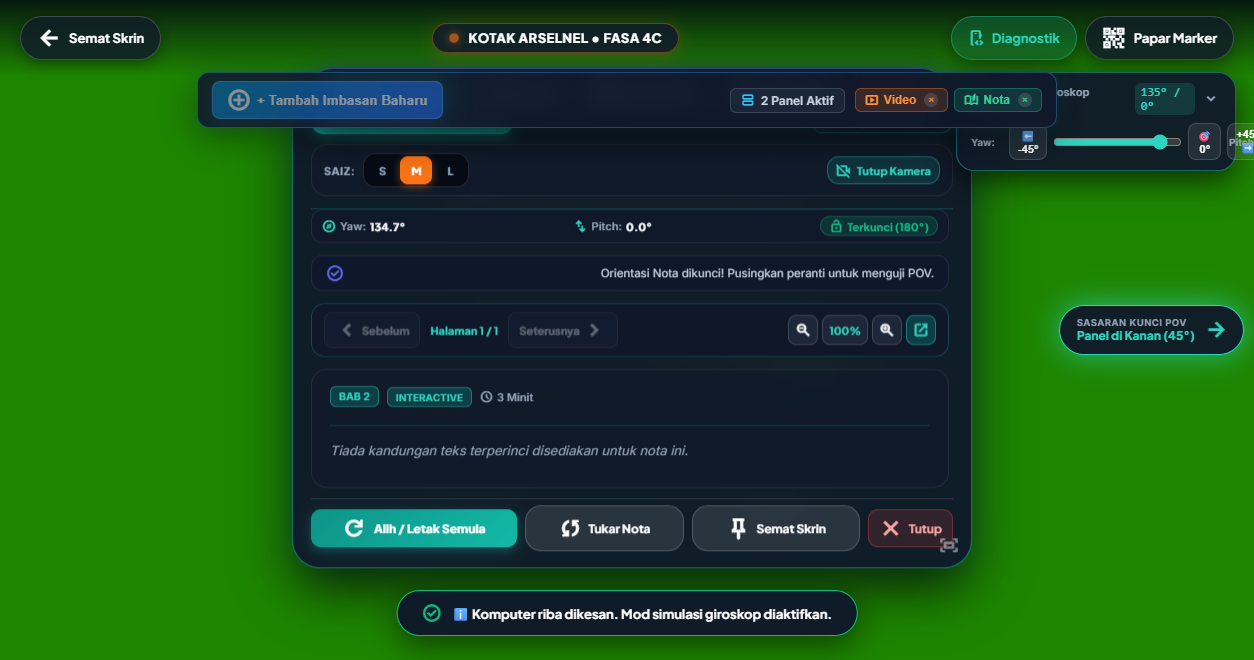 Semat Skrin
KOTAK ARSELNEL ● FASA 4C
Diagnostik
Papar Marker
+ Tambah Imbasan Baharu
2 Panel Aktif
Video ×
Nota ×
oskop
135° /
0°
Yaw:
-45°
0°
+45
Pitch
SAIZ:
S
M
L
Tutup Kamera
Yaw: 134.7°
Pitch: 0.0°
Terkunci (180°)
Orientasi Nota dikunci! Pusingkan peranti untuk menguji POV.
Sebelum
Halaman 1 / 1
Seterusnya
100%
SASARAN KUNCI POV
Panel di Kanan (45°)
BAB 2
INTERACTIVE
3 Minit
Tiada kandungan teks terperinci disediakan untuk nota ini.
Alih / Letak Semula
Tukar Nota
Semat Skrin
Tutup
ℹ️ Komputer riba dikesan. Mod simulasi giroskop diaktifkan.